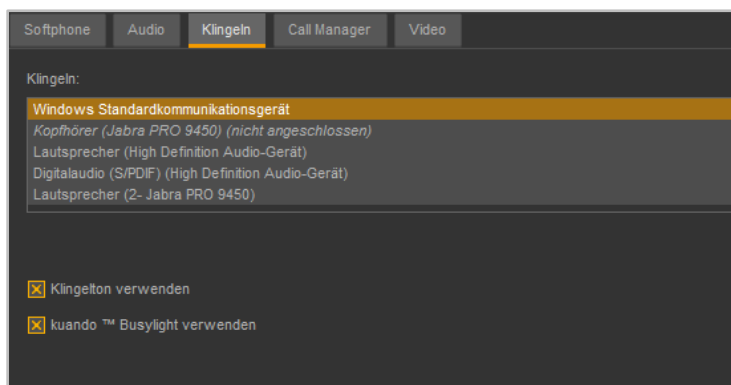 Softphone Audio Klingeln Call Manager Video
Klingeln:
Windows Standardkommunikationsgerät
Kopfhörer (Jabra PRO 9450) (nicht angeschlossen)
Lautsprecher (High Definition Audio-Gerät)
Digitalaudio (S/PDIF) (High Definition Audio-Gerät)
Lautsprecher (2- Jabra PRO 9450)
Klingelton verwenden
kuando ™ Busylight verwenden